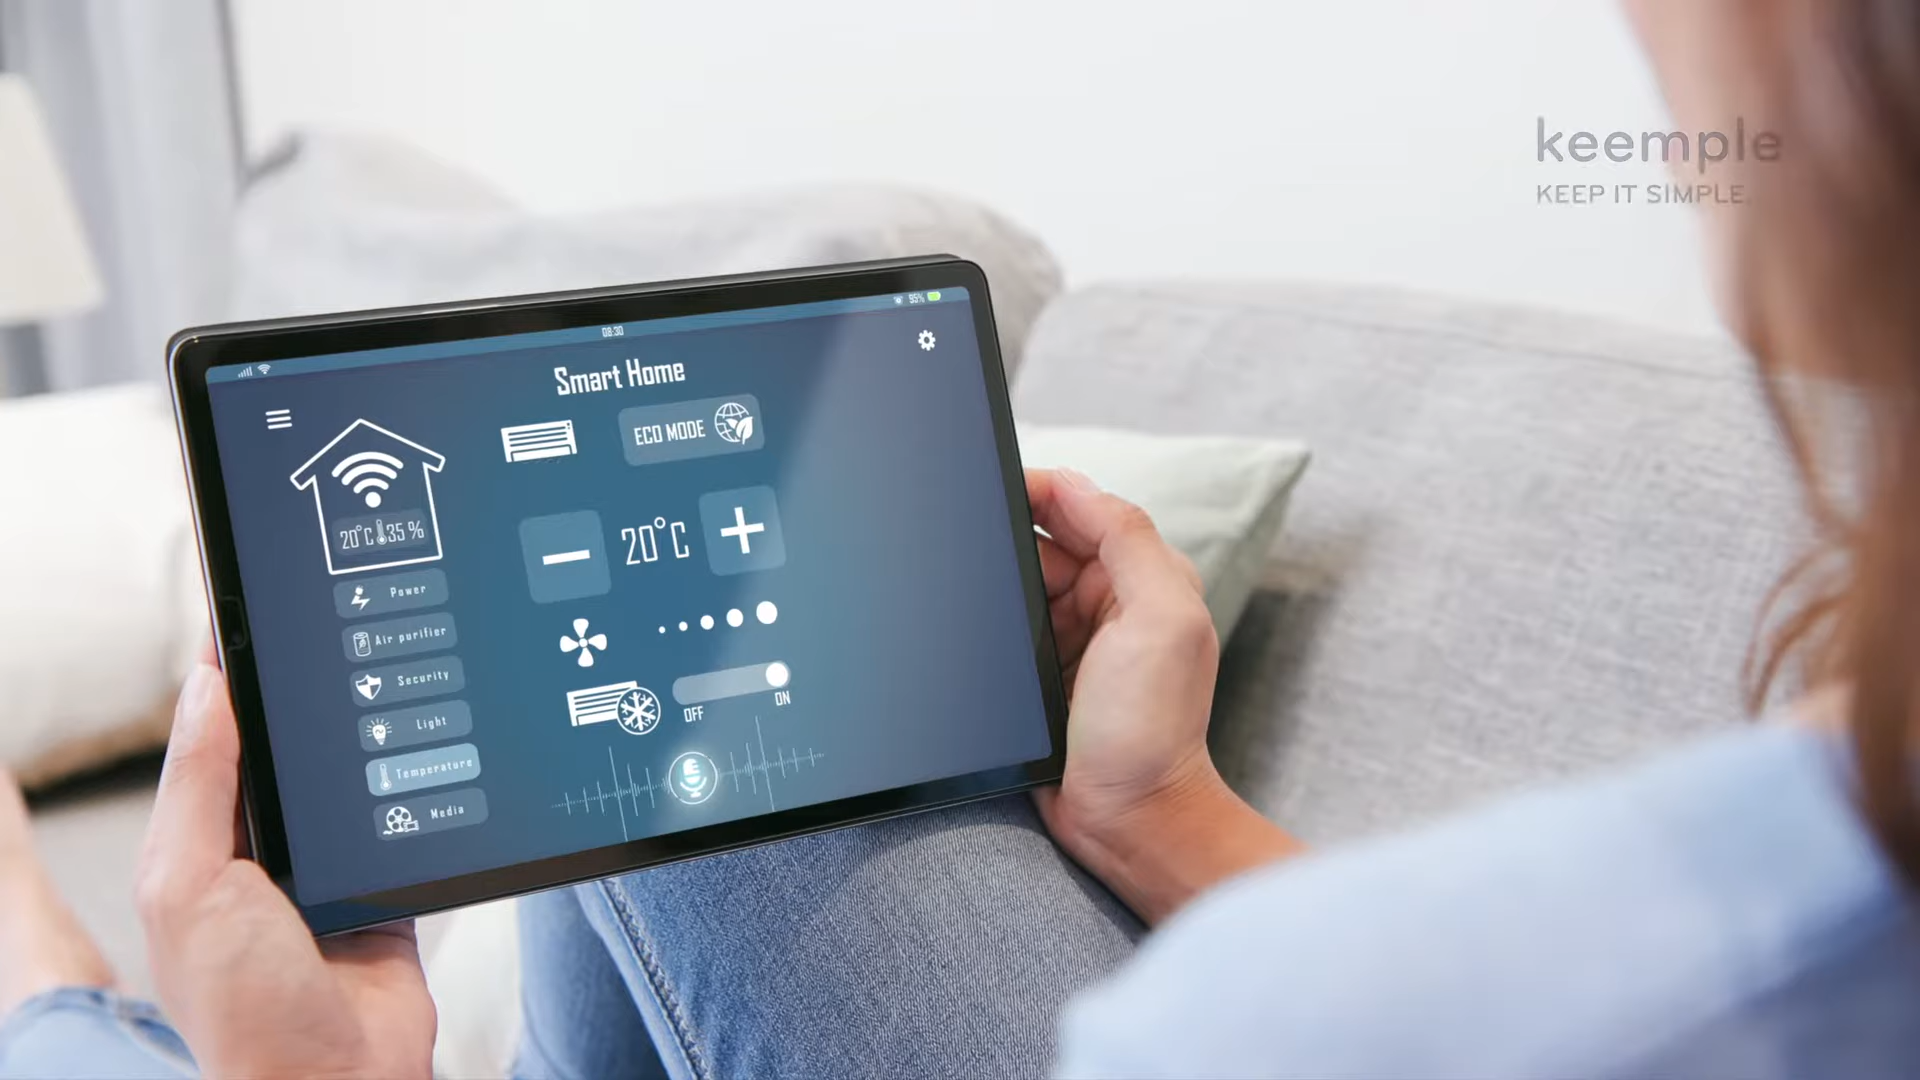 keemple
KEEP IT SIMPLE.
08:30
95%
Smart Home
ECO MODE
20°C 35 %
20°C
Power
Air purifier
Security
Light
Temperature
Media
OFF
ON